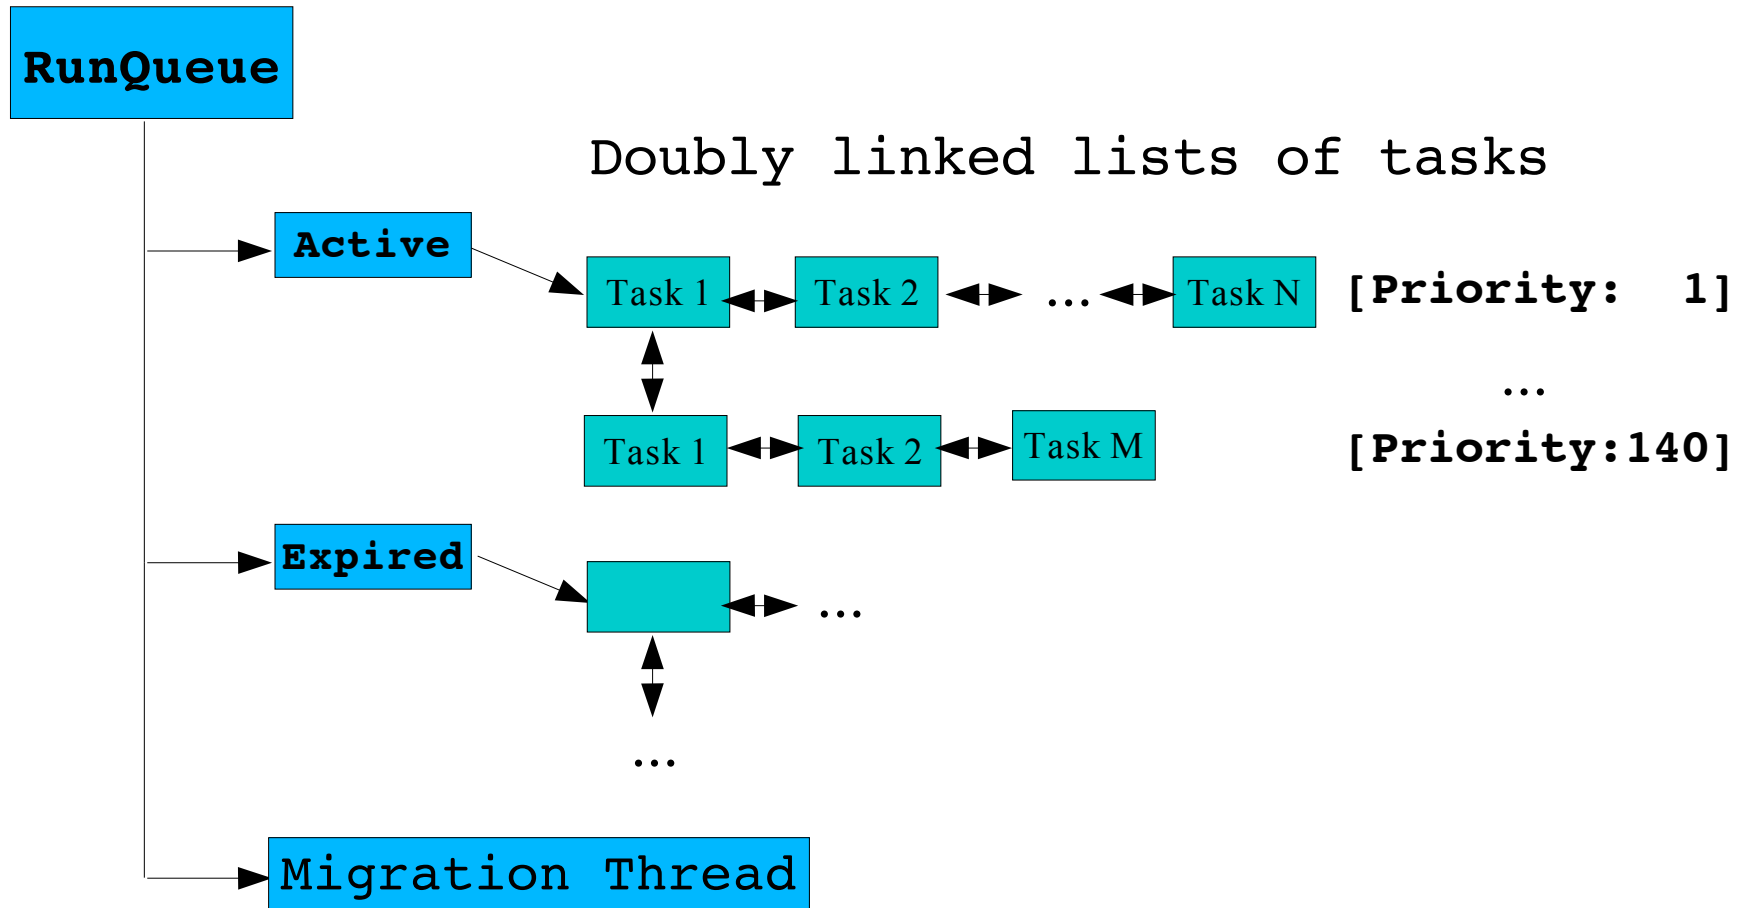 RunQueue
Doubly linked lists of tasks
Active
Task 1 Task 2 ... Task N [Priority: 1]
...
Task 1 Task 2 Task M [Priority:140]
Expired
...
...
Migration Thread